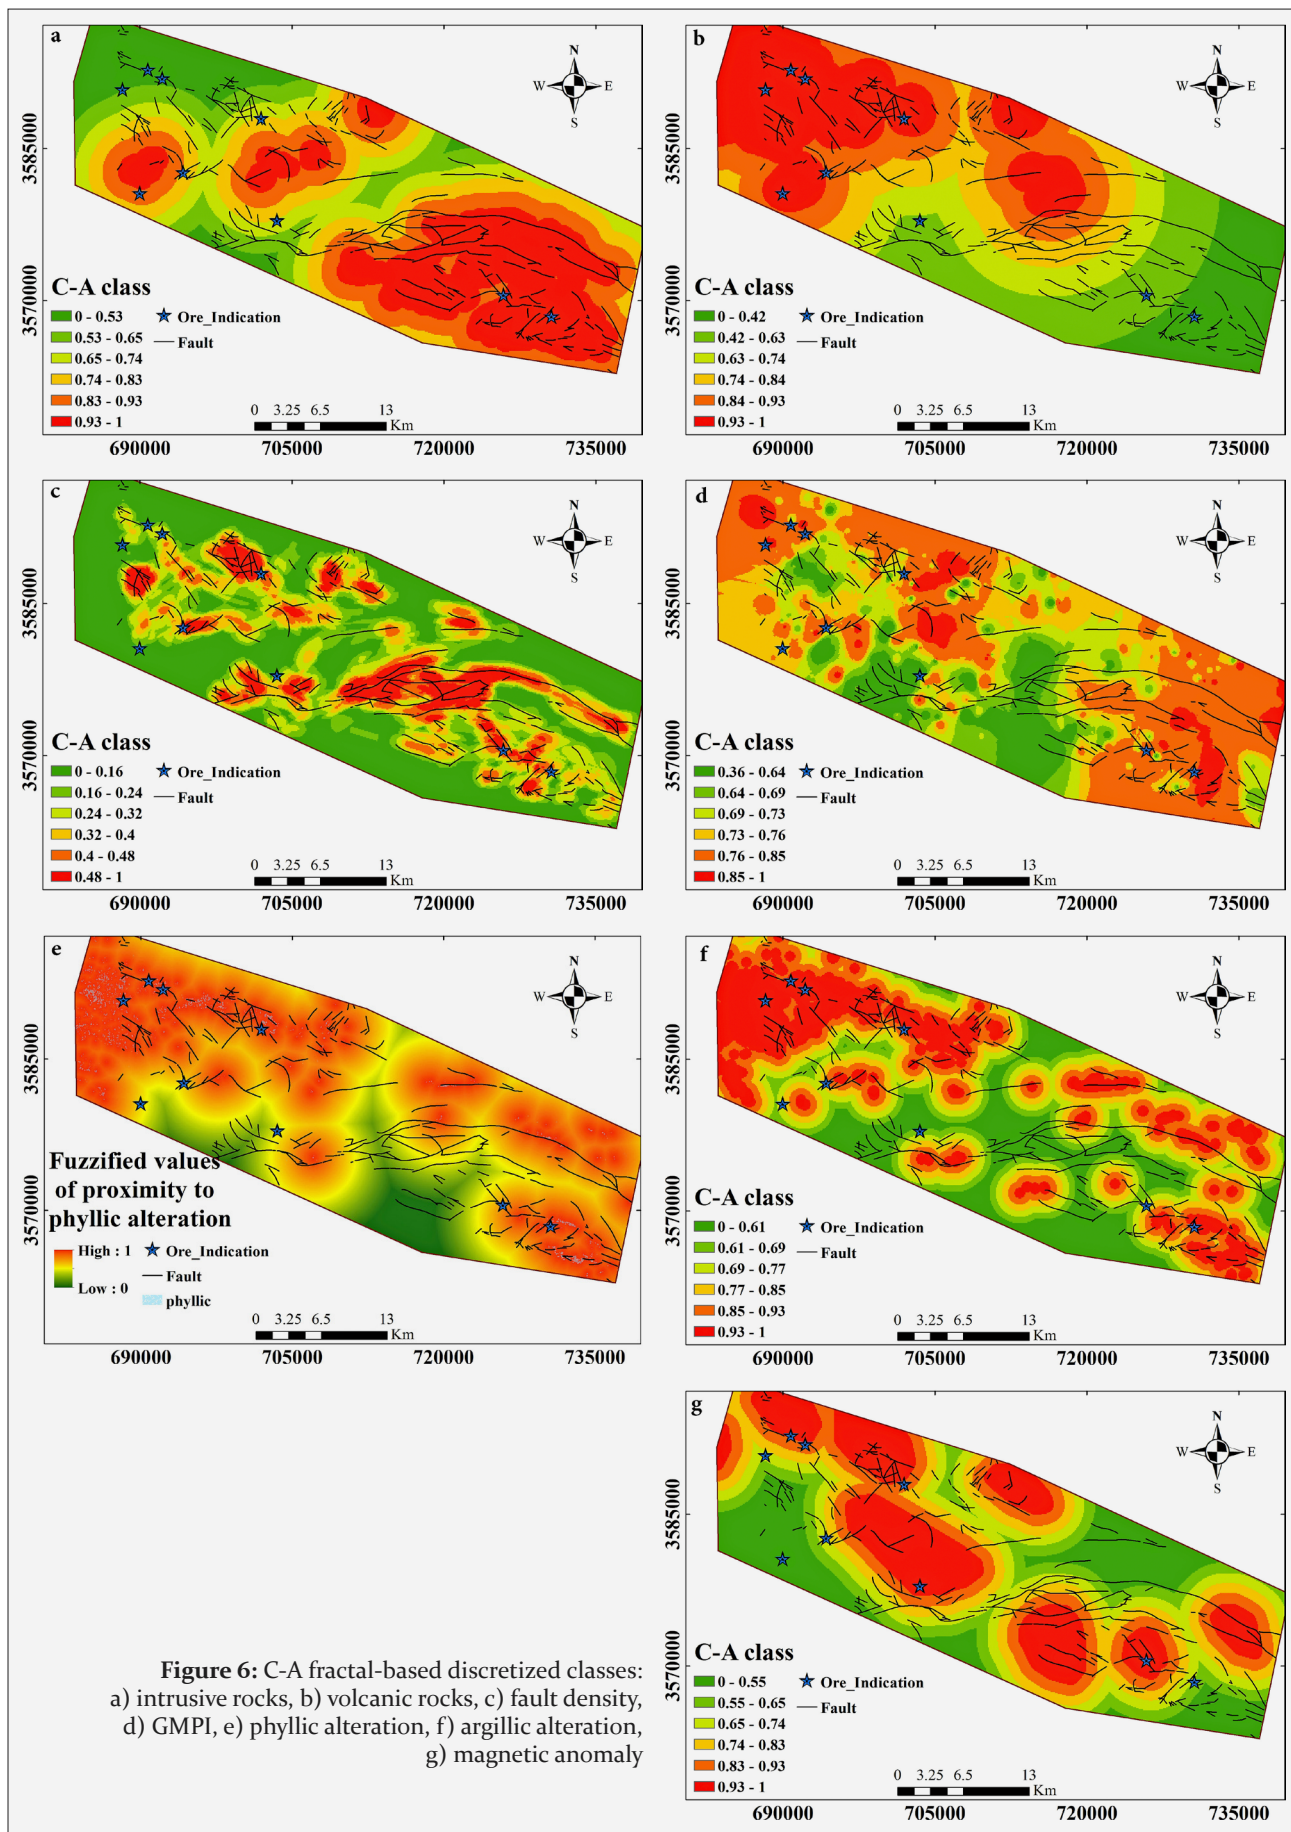 a
N
W
E
S
3585000
3570000
C-A class
0 - 0.53
Ore_Indication
0.53 - 0.65
Fault
0.65 - 0.74
0.74 - 0.83
0.83 - 0.93
0.93 - 1
0 3.25 6.5 13
Km
690000 705000 720000 735000
b
N
W
E
S
3585000
3570000
C-A class
0 - 0.42
Ore_Indication
0.42 - 0.63
Fault
0.63 - 0.74
0.74 - 0.84
0.84 - 0.93
0.93 - 1
0 3.25 6.5 13
Km
690000 705000 720000 735000
c
N
W
E
S
3585000
3570000
C-A class
0 - 0.16
Ore_Indication
0.16 - 0.24
Fault
0.24 - 0.32
0.32 - 0.4
0.4 - 0.48
0.48 - 1
0 3.25 6.5 13
Km
690000 705000 720000 735000
d
N
W
E
S
3585000
3570000
C-A class
0.36 - 0.64
Ore_Indication
0.64 - 0.69
Fault
0.69 - 0.73
0.73 - 0.76
0.76 - 0.85
0.85 - 1
0 3.25 6.5 13
Km
690000 705000 720000 735000
e
N
W
E
S
3585000
3570000
Fuzzified values
of proximity to
phyllic alteration
High : 1
Ore_Indication
Fault
Low : 0
phyllic
0 3.25 6.5 13
Km
690000 705000 720000 735000
f
N
W
E
S
3585000
3570000
C-A class
0 - 0.61
Ore_Indication
0.61 - 0.69
Fault
0.69 - 0.77
0.77 - 0.85
0.85 - 0.93
0.93 - 1
0 3.25 6.5 13
Km
690000 705000 720000 735000
g
N
W
E
S
3585000
3570000
C-A class
0 - 0.55
Ore_Indication
0.55 - 0.65
Fault
0.65 - 0.74
0.74 - 0.83
0.83 - 0.93
0.93 - 1
0 3.25 6.5 13
Km
690000 705000 720000 735000
Figure 6: C-A fractal-based discretized classes:
a) intrusive rocks, b) volcanic rocks, c) fault density,
d) GMPI, e) phyllic alteration, f) argillic alteration,
g) magnetic anomaly